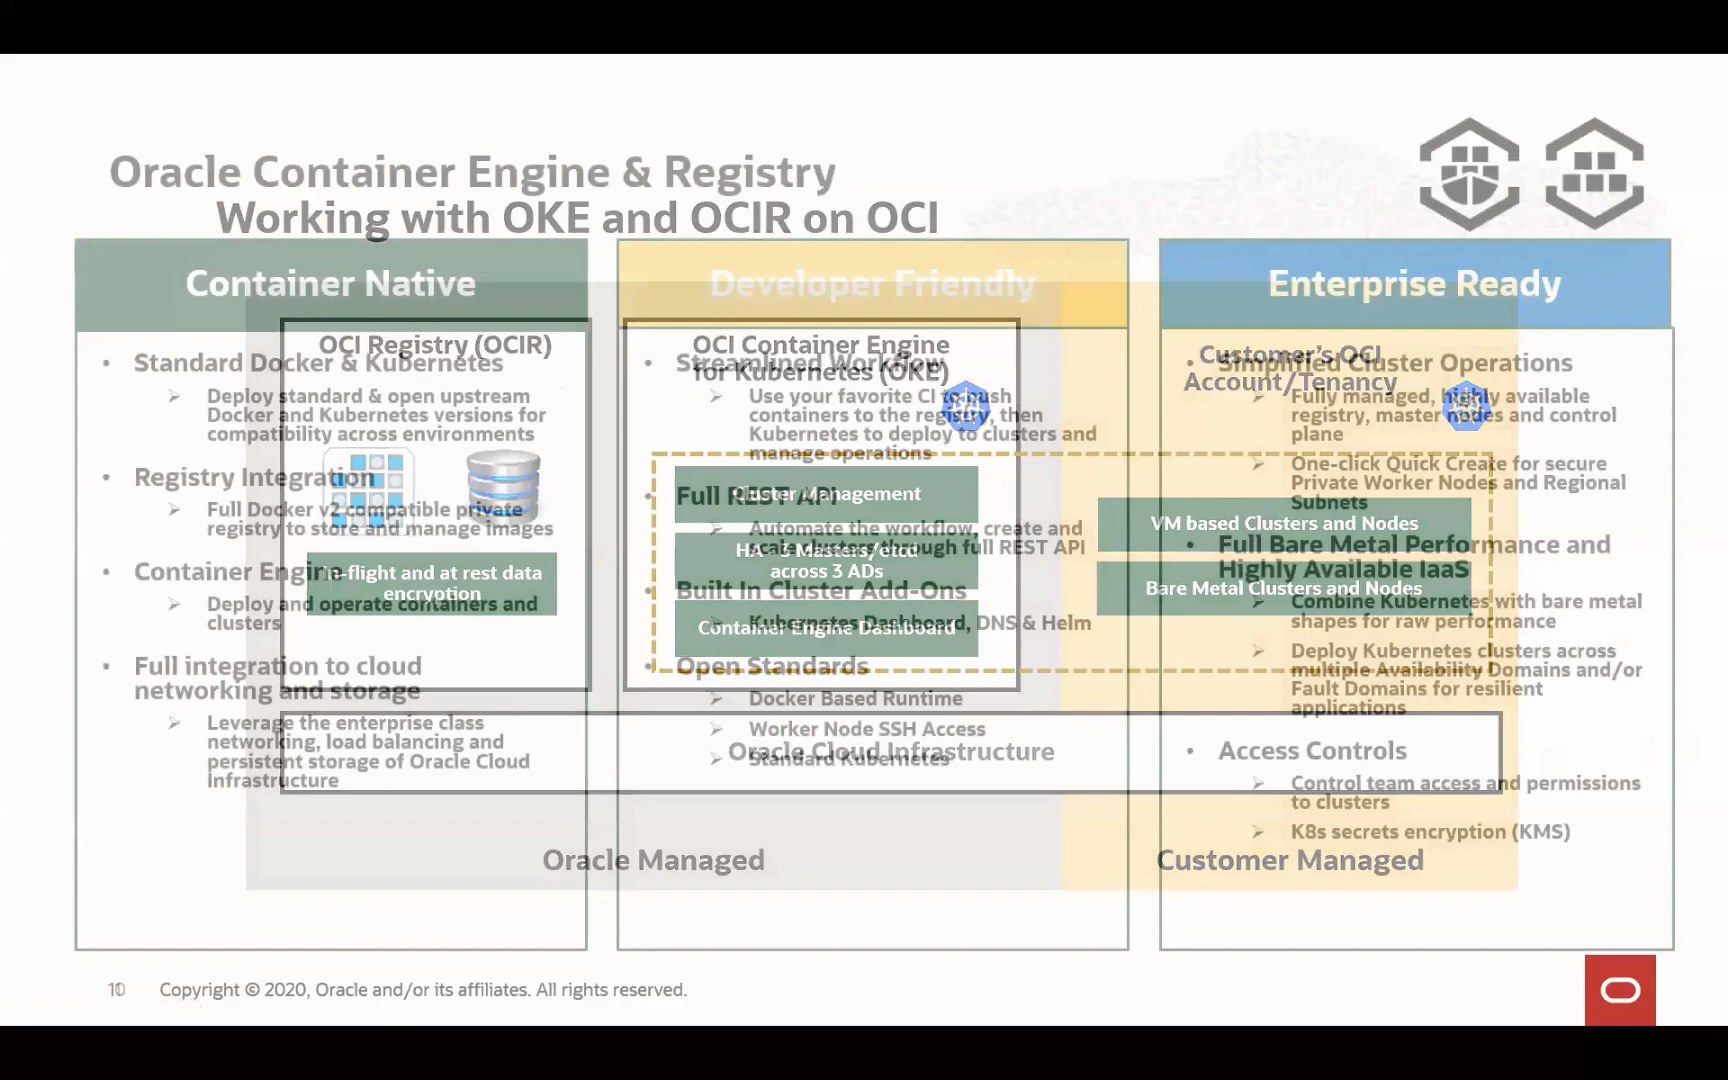 Oracle Container Engine & Registry
Working with OKE and OCIR on OCI
Container Native
• Standard Docker & Kubernetes
➢ Deploy standard & open upstream
Docker and Kubernetes versions for
compatibility across environments
• Registry Integration
➢ Full Docker v2 compatible private
registry to store and manage images
• Container Engine
➢ Deploy and operate containers and
clusters
• Full integration to cloud
networking and storage
➢ Leverage the enterprise class
networking, load balancing and
persistent storage of Oracle Cloud
Infrastructure
Developer Friendly
• Streamlined Workflow
➢ Use your favorite CI to push
containers to the registry, then
Kubernetes to deploy to clusters and
manage operations
• Full REST API
➢ Automate the workflow, create and
scale clusters through full REST API
• Built In Cluster Add-Ons
➢ Kubernetes Dashboard, DNS & Helm
• Open Standards
➢ Docker Based Runtime
➢ Worker Node SSH Access
➢ Standard Kubernetes
Enterprise Ready
• Simplified Cluster Operations
➢ Fully managed, highly available
registry, master nodes and control
plane
➢ One-click Quick Create for secure
Private Worker Nodes and Regional
Subnets
• Full Bare Metal Performance and
Highly Available IaaS
➢ Combine Kubernetes with bare metal
shapes for raw performance
➢ Deploy Kubernetes clusters across
multiple Availability Domains and/or
Fault Domains for resilient
applications
• Access Controls
➢ Control team access and permissions
to clusters
➢ K8s secrets encryption (KMS)
OCI Registry (OCIR)
In-flight and at rest data
encryption
OCI Container Engine
for Kubernetes (OKE)
Cluster Management
HA - 3 Masters/etcd
across 3 ADs
Container Engine Dashboard
Customer's OCI
Account/Tenancy
VM based Clusters and Nodes
Bare Metal Clusters and Nodes
Oracle Cloud Infrastructure
Oracle Managed
Customer Managed
Copyright © 2020, Oracle and/or its affiliates. All rights reserved.